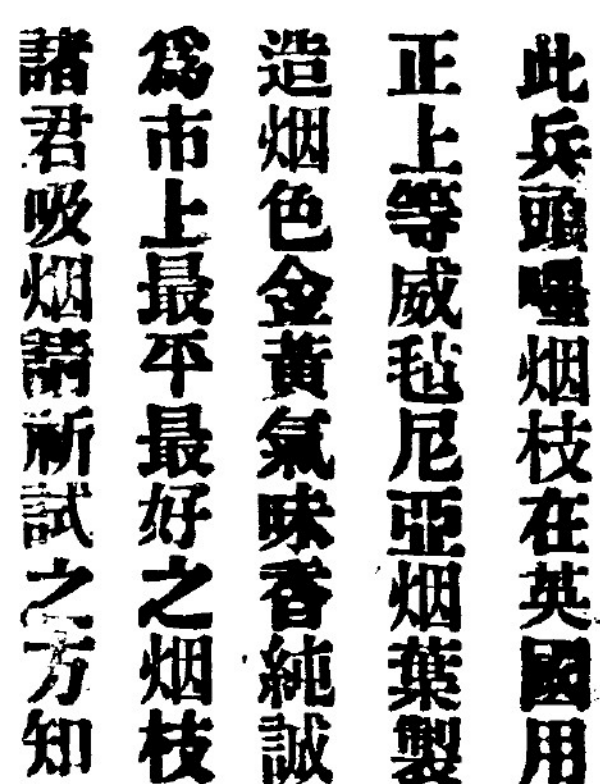 此兵頭嚜烟枝在英國用
正上等威毡尼亞烟葉製
造烟色金黃氣味香純誠
爲市上最平最好之烟枝
諸君吸烟請祈試之方知